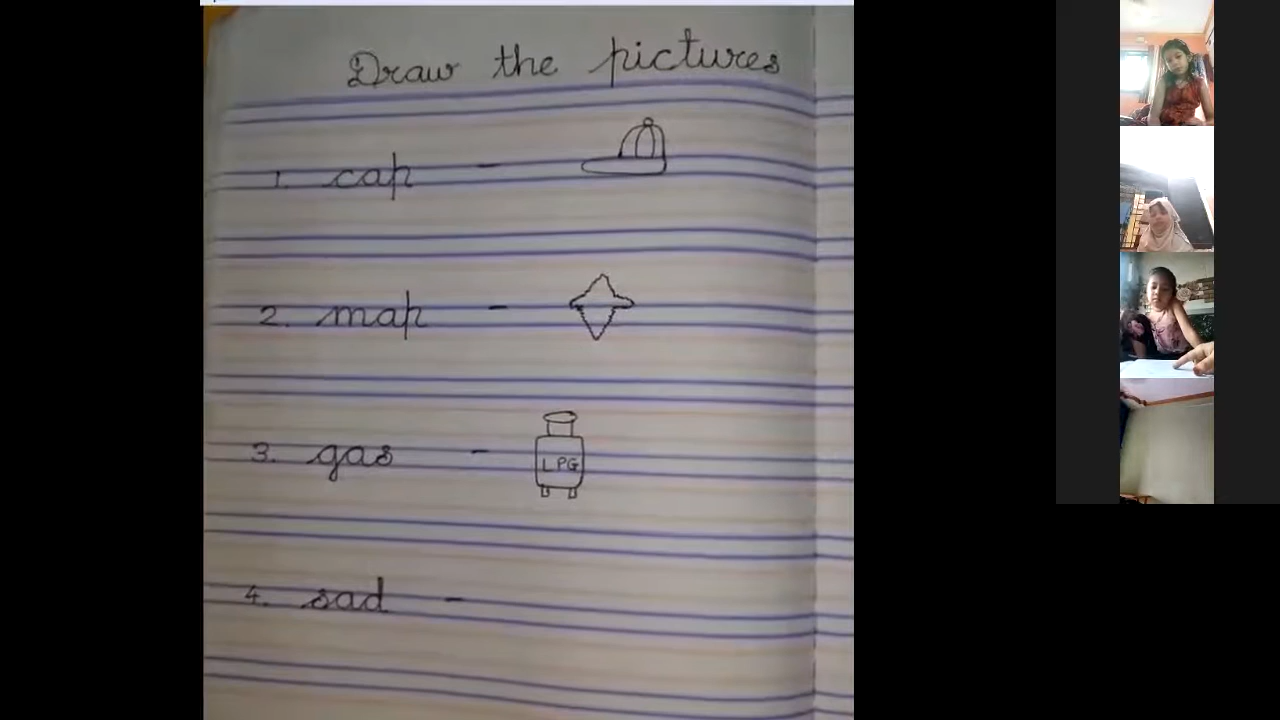 Draw the pictures
1. cap -
2. map -
3. gas - LPG
4. sad -